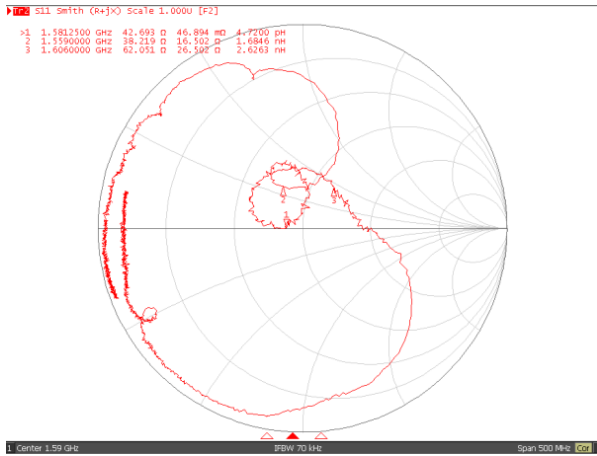 Tr2 S11 Smith (R+jX) Scale 1.000U [F2]
>1 1.5812500 GHz 42.693 Ω 46.894 mΩ 4.7200 pH
2 1.5590000 GHz 38.219 Ω 16.502 Ω 1.6846 nH
3 1.6060000 GHz 62.051 Ω 26.502 Ω 2.6263 nH
1 Center 1.59 GHz IFBW 70 kHz Span 500 MHz Cor